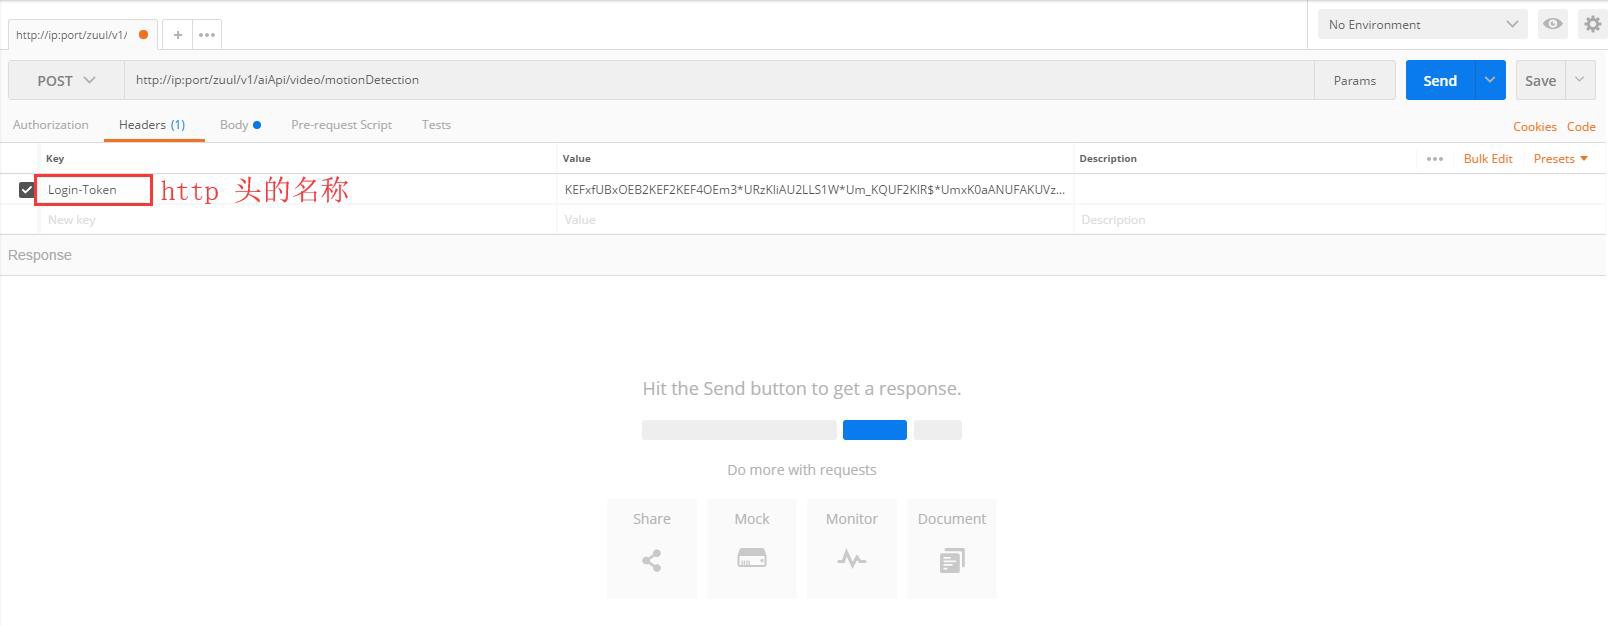 http://ip:port/zuul/v1/
+
No Environment
POST http://ip:port/zuul/v1/aiApi/video/motionDetection Params Send Save
Authorization Headers (1) Body Pre-request Script Tests Cookies Code
Key Value Description Bulk Edit Presets
Login-Token http 头的名称 KEFxfUBxOEB2KEF2KEF4OEm3*URzKIiAU2LLS1W*Um_KQUF2KIR$*UmxK0aANUFAKUVz...
New key Value Description
Response
Hit the Send button to get a response.
Do more with requests
Share Mock Monitor Document